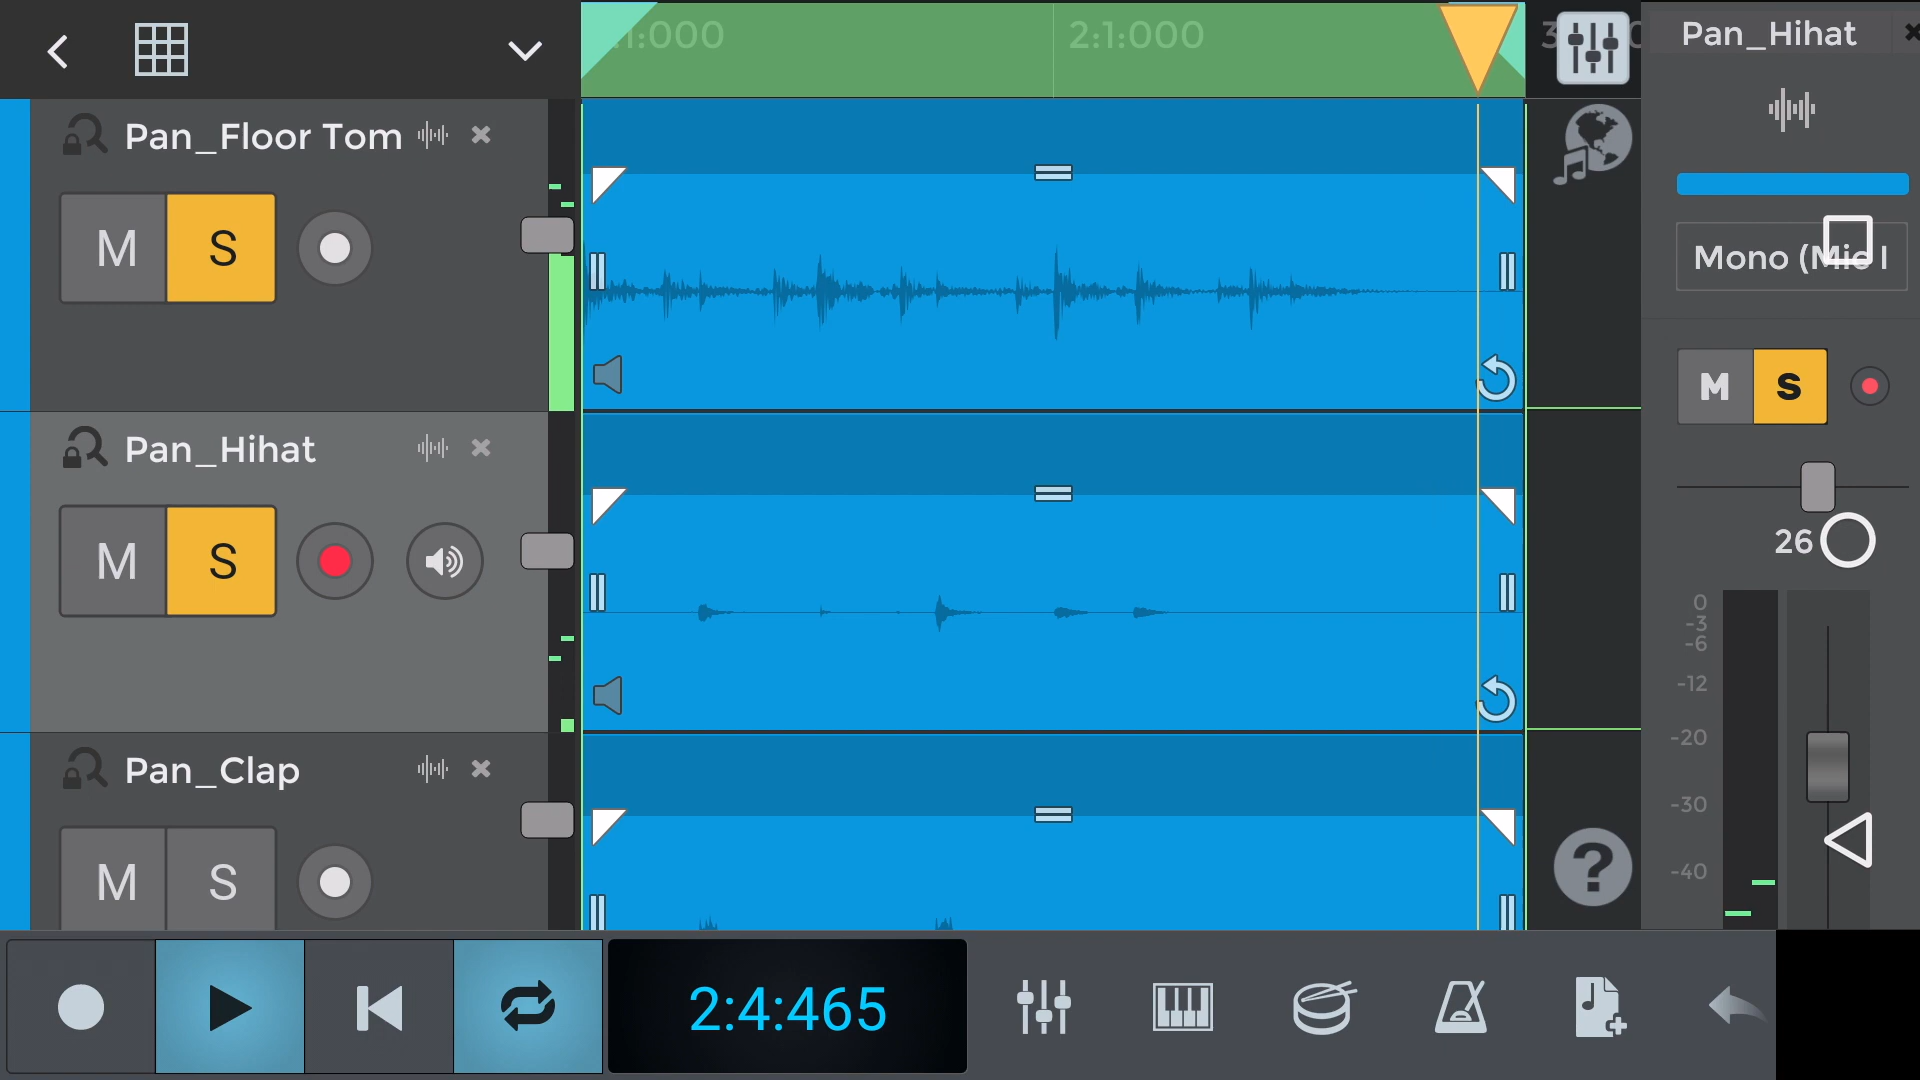 1:000
2:1:000
3
Pan_Hihat
Pan_Floor Tom
M S
Mono (Mic I
M S
Pan_Hihat
M S
26
0
-3
-6
-12
-20
-30
-40
Pan_Clap
M S
?
2:4:465